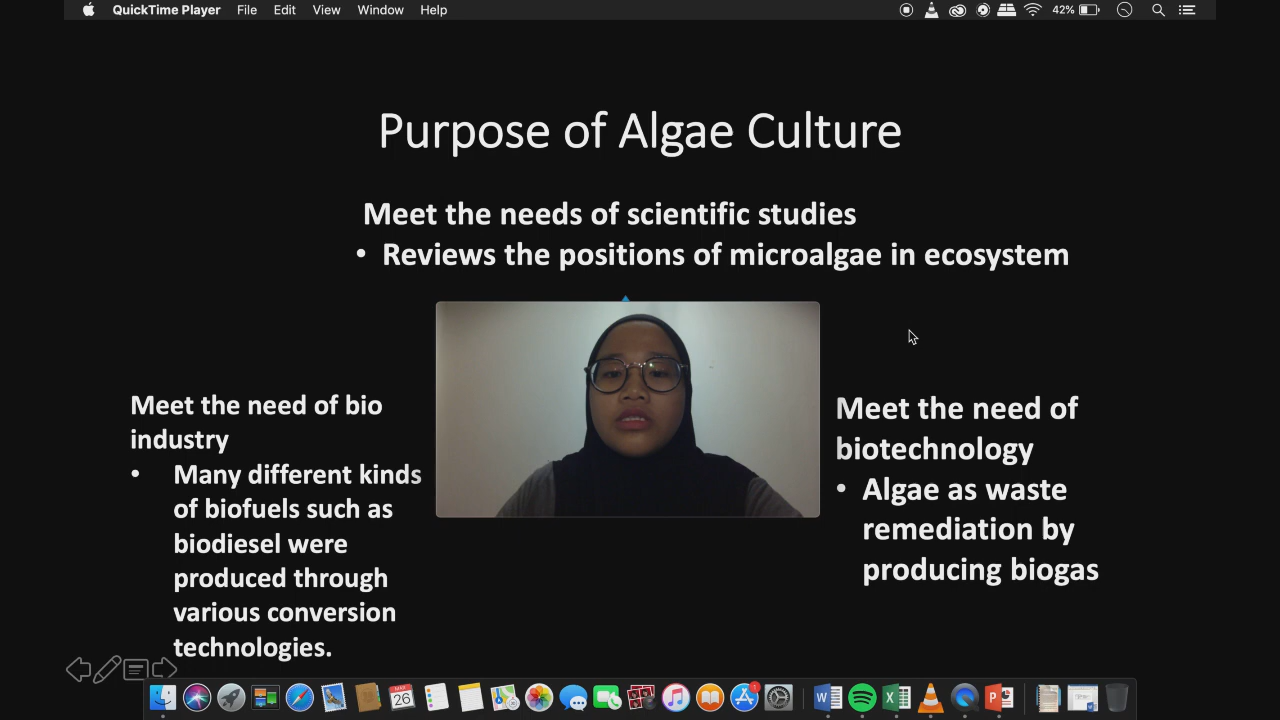 QuickTime Player File Edit View Window Help 42%
Purpose of Algae Culture
Meet the needs of scientific studies
• Reviews the positions of microalgae in ecosystem
Meet the need of bio
industry
• Many different kinds
of biofuels such as
biodiesel were
produced through
various conversion
technologies.
Meet the need of
biotechnology
• Algae as waste
remediation by
producing biogas
MAR
26